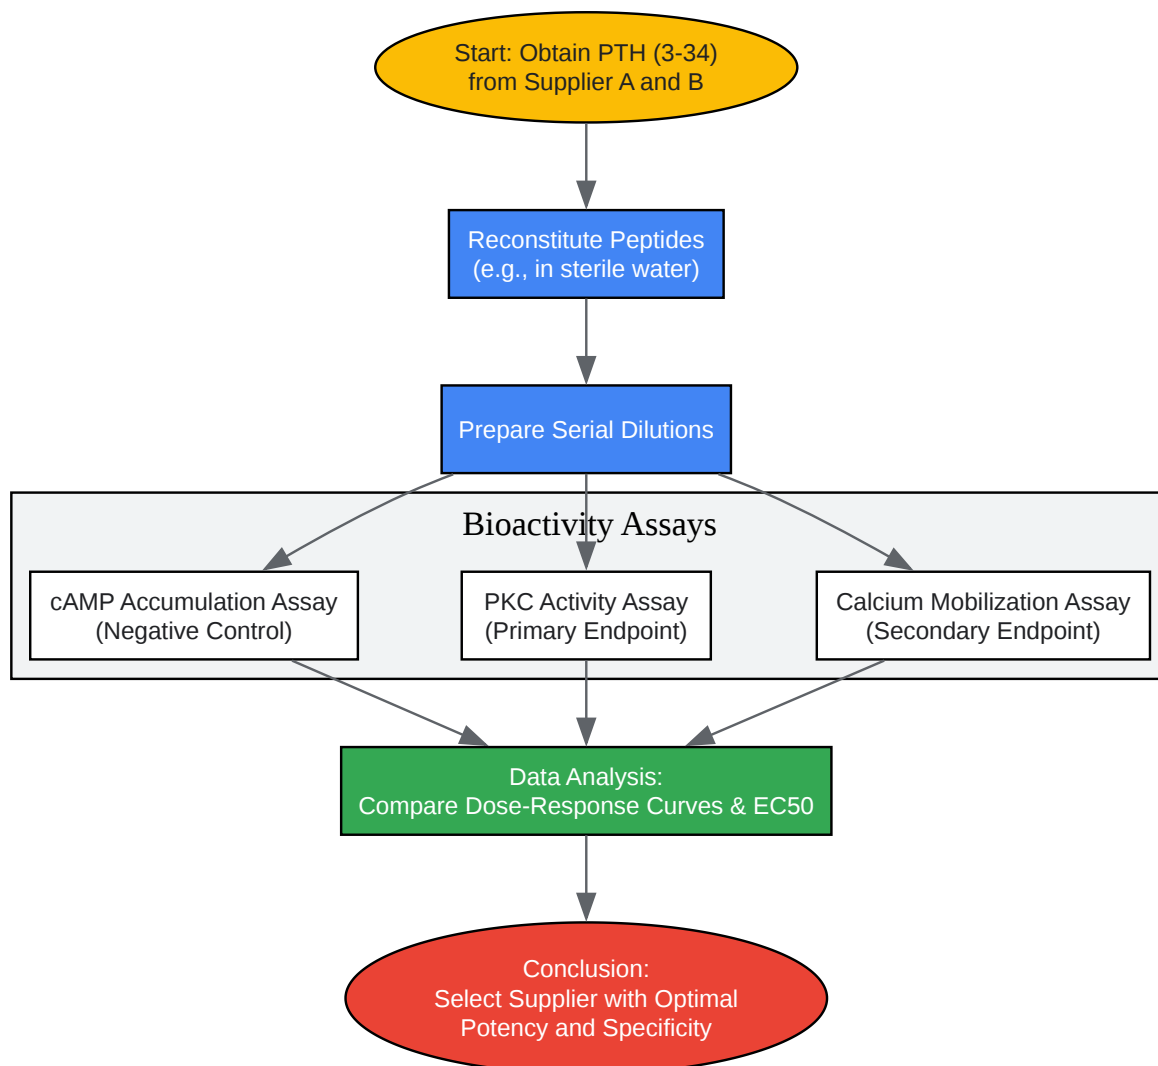 Start: Obtain PTH (3-34)
from Supplier A and B
Reconstitute Peptides
(e.g., in sterile water)
Prepare Serial Dilutions
Bioactivity Assays
cAMP Accumulation Assay
(Negative Control)
PKC Activity Assay
(Primary Endpoint)
Calcium Mobilization Assay
(Secondary Endpoint)
Data Analysis:
Compare Dose-Response Curves & EC50
Conclusion:
Select Supplier with Optimal
Potency and Specificity